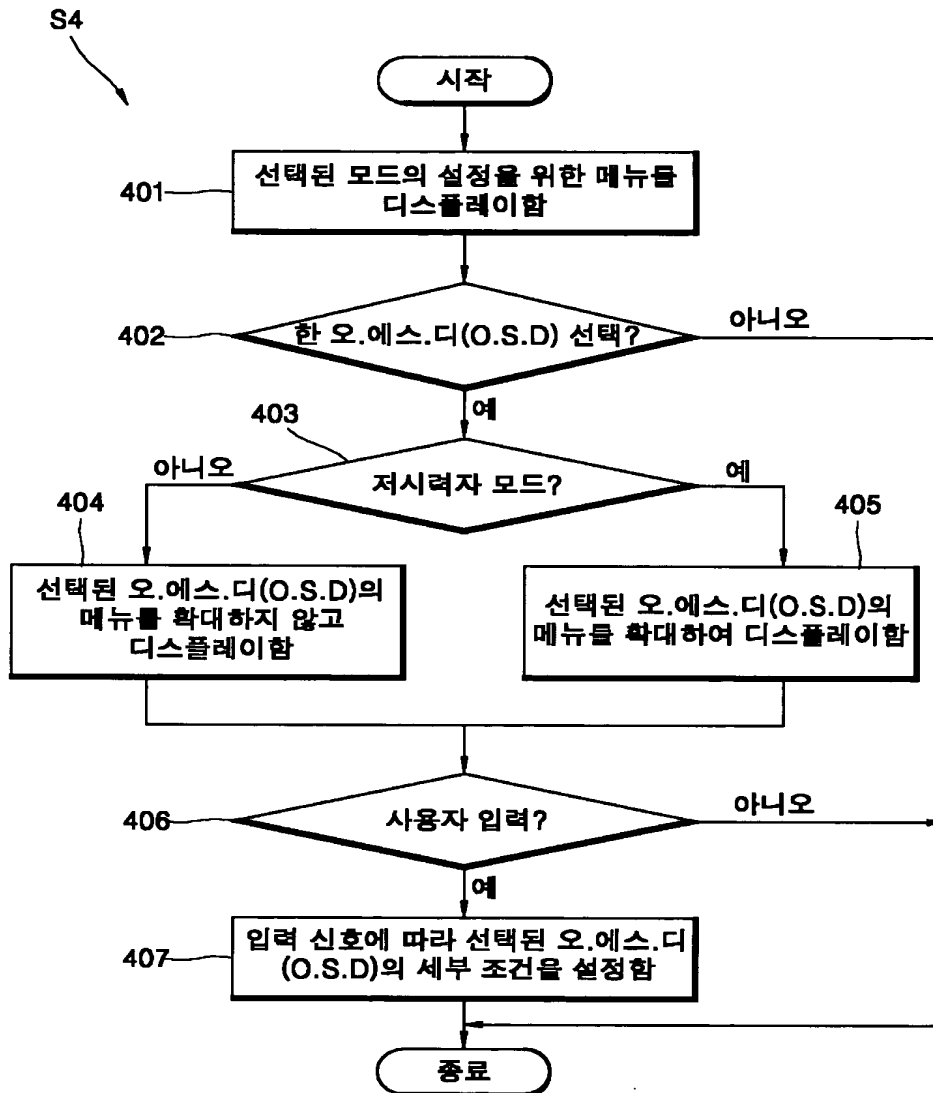 S4
시작
401
선택된 모드의 설정을 위한 메뉴를
디스플레이함
402
한 오.에스.디(O.S.D) 선택?
아니오
예
403
아니오
저시력자 모드?
예
404
405
선택된 오.에스.디(O.S.D)의
메뉴를 확대하지 않고
디스플레이함
선택된 오.에스.디(O.S.D)의
메뉴를 확대하여 디스플레이함
406
사용자 입력?
아니오
예
407
입력 신호에 따라 선택된 오.에스.디
(O.S.D)의 세부 조건을 설정함
종료